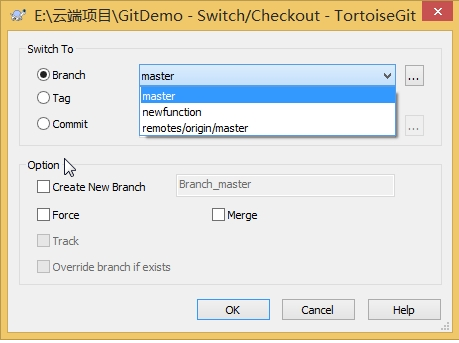 E:\云端项目\GitDemo - Switch/Checkout - TortoiseGit
Switch To
Branch
master
...
master
Tag
newfunction
Commit
remotes/origin/master
...
Option
Create New Branch
Branch_master
Force
Merge
Track
Override branch if exists
OK
Cancel
Help